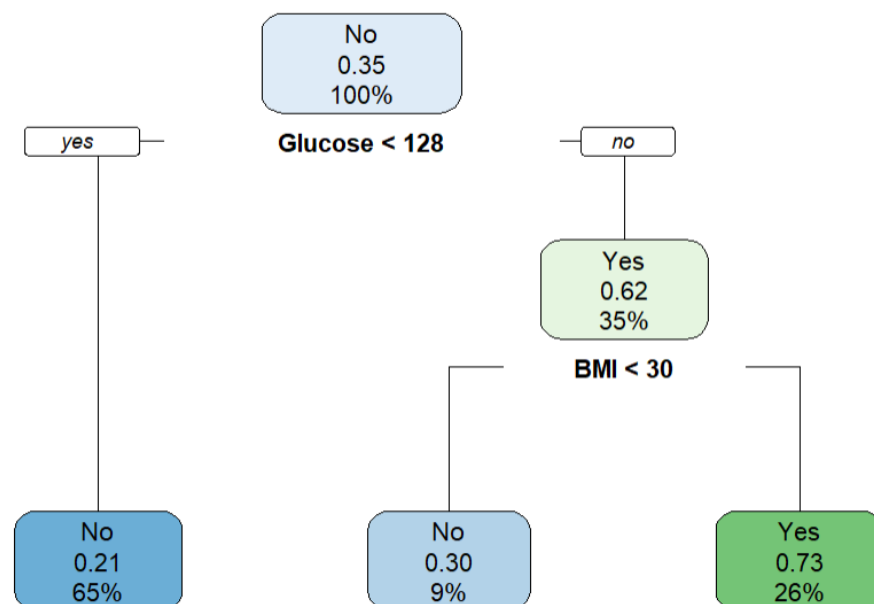 No
0.35
100%
yes
Glucose < 128
no
Yes
0.62
35%
BMI < 30
No
0.21
65%
No
0.30
9%
Yes
0.73
26%